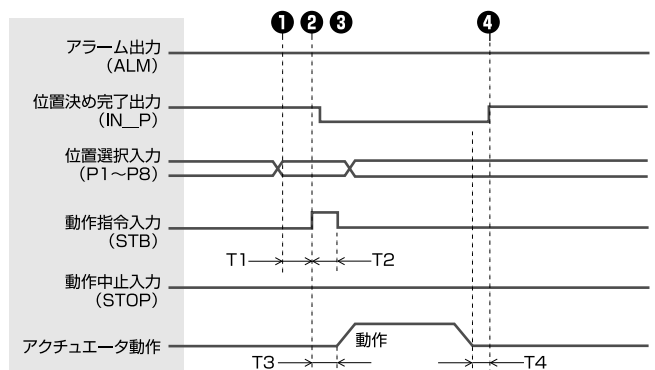 ❶ ❷ ❸ ❹
アラーム出力
(ALM)
位置決め完了出力
(IN__P)
位置選択入力
(P1～P8)
動作指令入力
(STB)
T1 T2
動作中止入力
(STOP)
アクチュエータ動作
動作
T3 T4